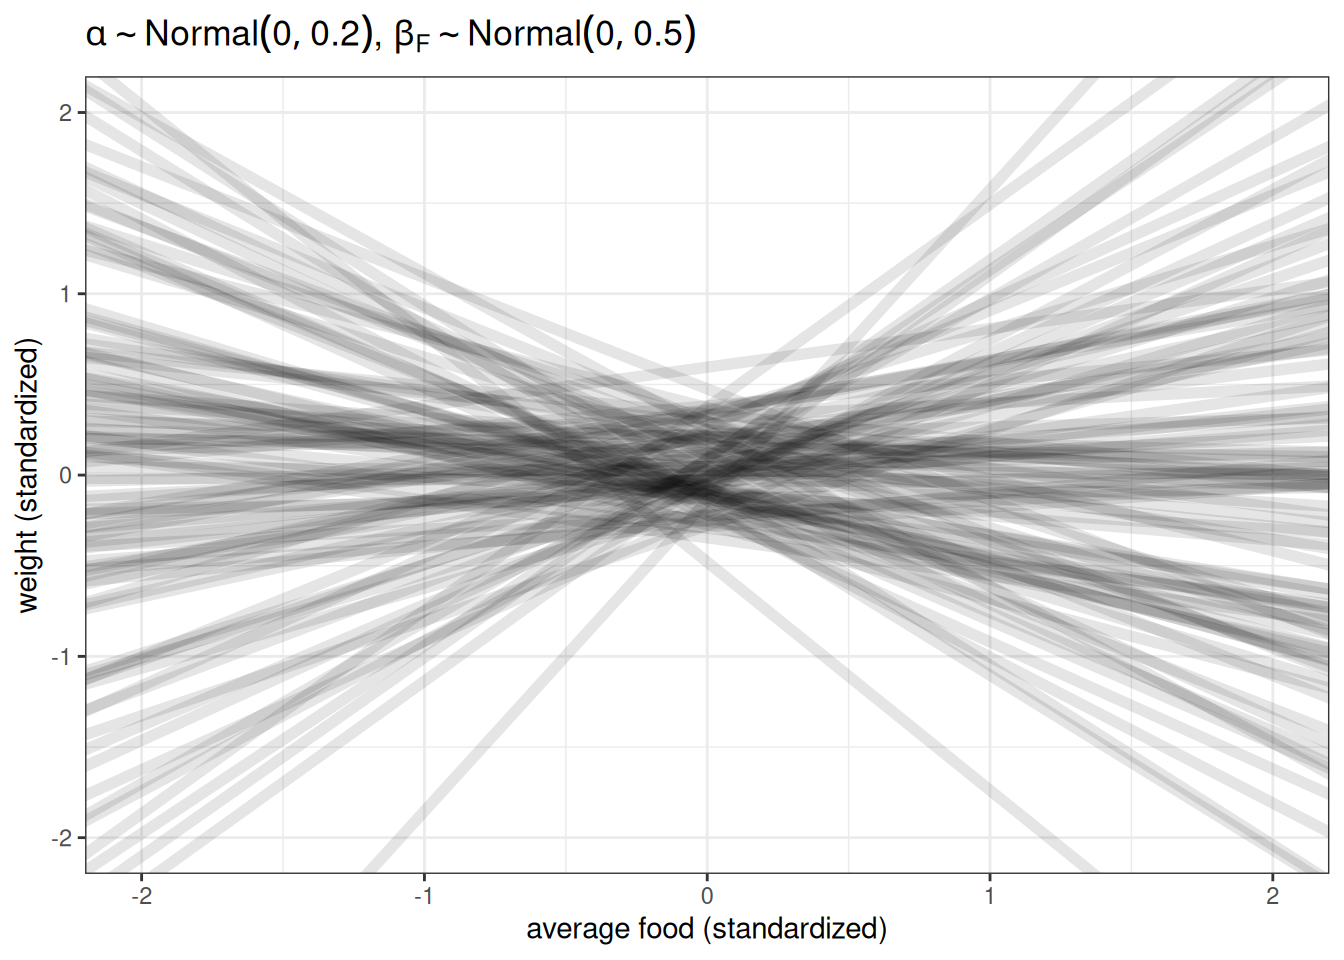 α ~ Normal(0, 0.2), β_F ~ Normal(0, 0.5)
2
1
0
-1
-2
weight (standardized)
-2 -1 0 1 2
average food (standardized)